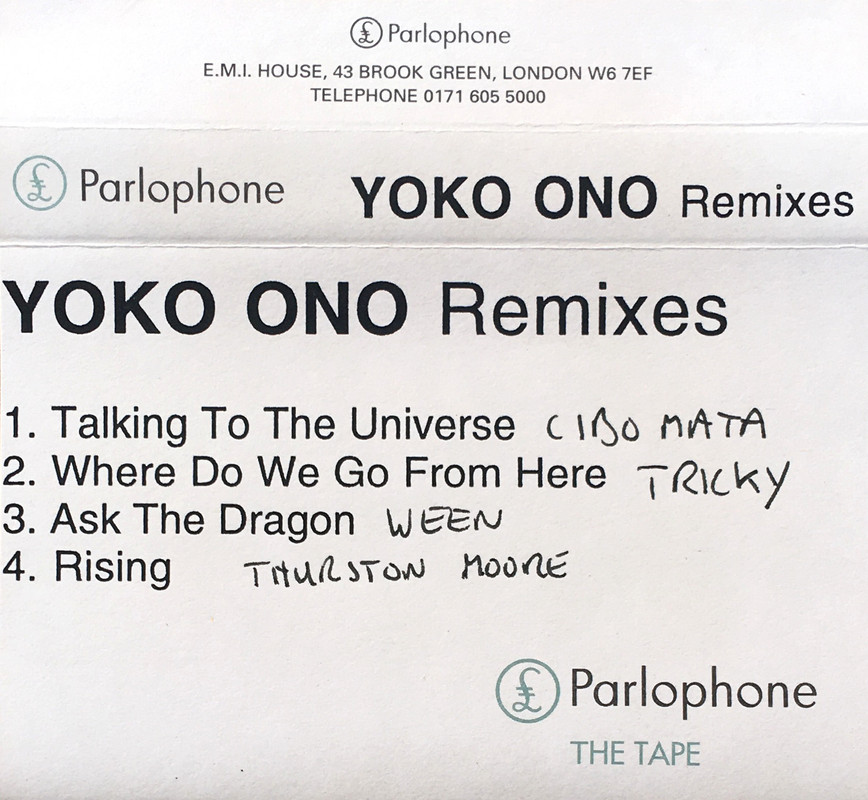 £ Parlophone
E.M.I. HOUSE, 43 BROOK GREEN, LONDON W6 7EF
TELEPHONE 0171 605 5000
£ Parlophone YOKO ONO Remixes
YOKO ONO Remixes
1. Talking To The Universe CIBO MATA
2. Where Do We Go From Here TRICKY
3. Ask The Dragon WEEN
4. Rising THURSTON MOORE
£ Parlophone
THE TAPE